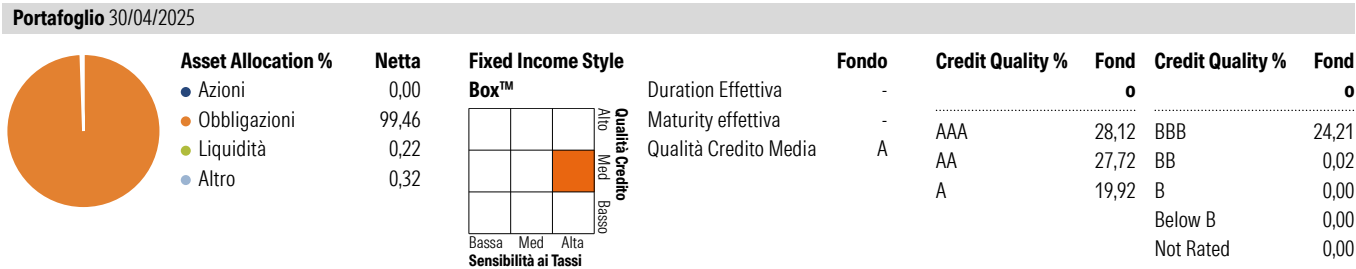 Portafoglio 30/04/2025
Asset Allocation % Netta
Azioni 0,00
Obbligazioni 99,46
Liquidità 0,22
Altro 0,32
Fixed Income Style
Box™
Alto Med Basso
Qualità Credito
Bassa Med Alta
Sensibilità ai Tassi
Fondo
Duration Effettiva -
Maturity effettiva -
Qualità Credito Media A
Credit Quality % Fond
o
AAA 28,12
AA 27,72
A 19,92
Credit Quality % Fond
o
BBB 24,21
BB 0,02
B 0,00
Below B 0,00
Not Rated 0,00